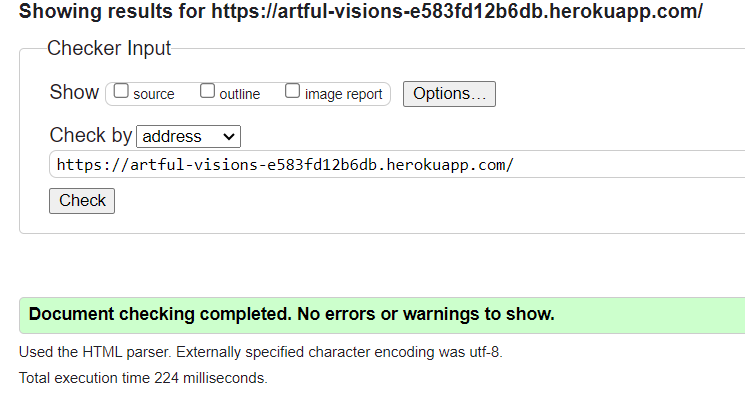 Showing results for https://artful-visions-e583fd12b6db.herokuapp.com/
Checker Input
Show source outline image report Options...
Check by address
https://artful-visions-e583fd12b6db.herokuapp.com/
Check
Document checking completed. No errors or warnings to show.
Used the HTML parser. Externally specified character encoding was utf-8.
Total execution time 224 milliseconds.